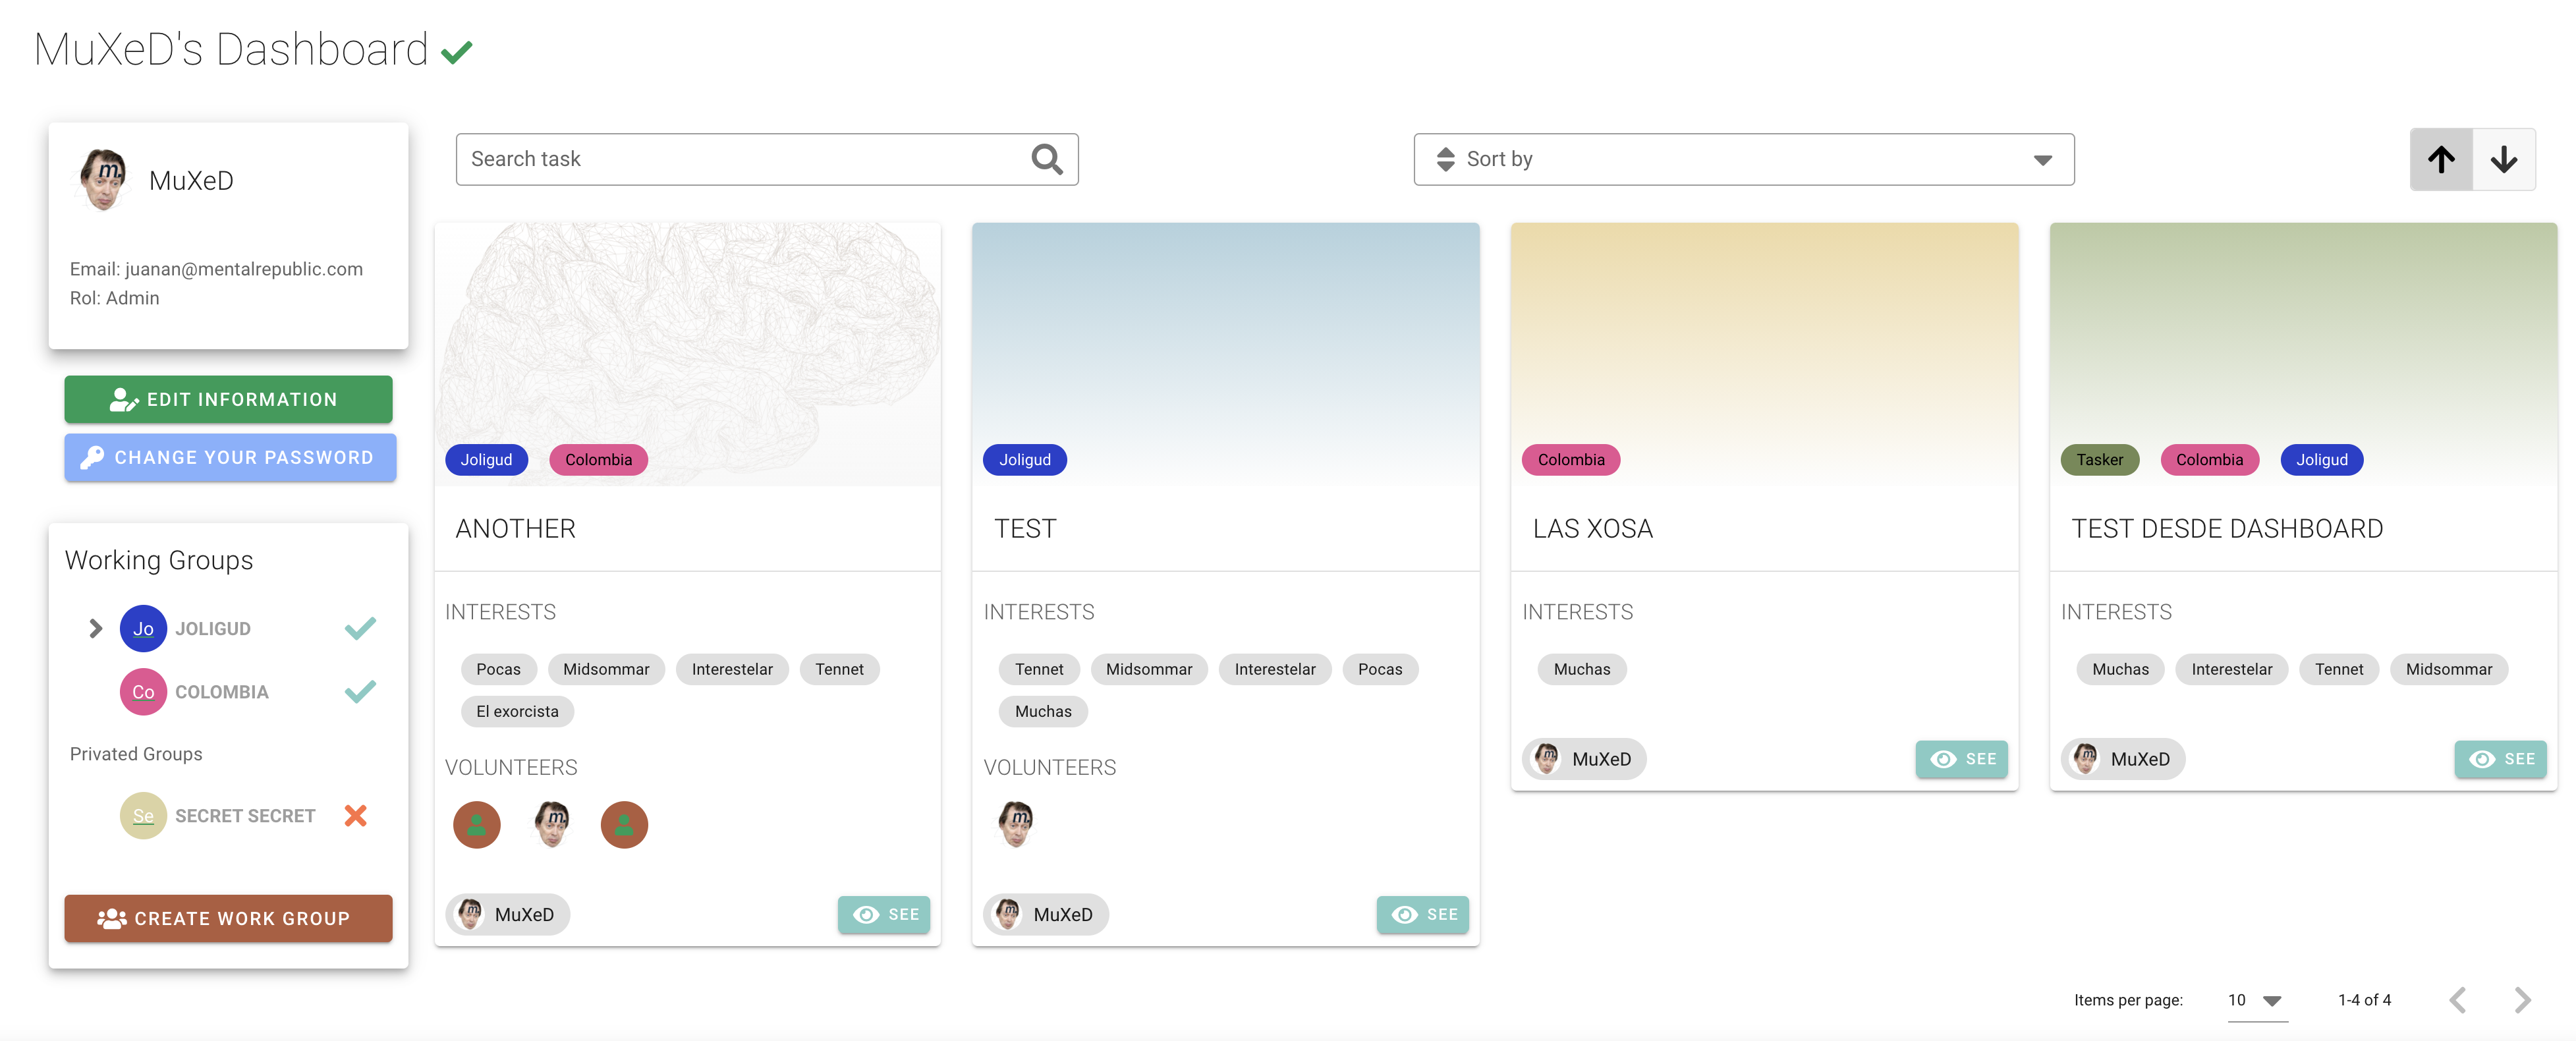 MuXeD's Dashboard
MuXeD
Email: juanan@mentalrepublic.com
Rol: Admin
EDIT INFORMATION
CHANGE YOUR PASSWORD
Working Groups
Jo JOLIGUD
Co COLOMBIA
Privated Groups
Se SECRET SECRET
CREATE WORK GROUP
Search task
Sort by
Joligud Colombia
ANOTHER
INTERESTS
Pocas Midsommar Interestelar Tennet
El exorcista
VOLUNTEERS
m.
MuXeD SEE
Joligud
TEST
INTERESTS
Tennet Midsommar Interestelar Pocas
Muchas
VOLUNTEERS
m.
MuXeD SEE
Colombia
LAS XOSA
INTERESTS
Muchas
MuXeD SEE
Tasker Colombia Joligud
TEST DESDE DASHBOARD
INTERESTS
Muchas Interestelar Tennet Midsommar
MuXeD SEE
Items per page: 10 1-4 of 4